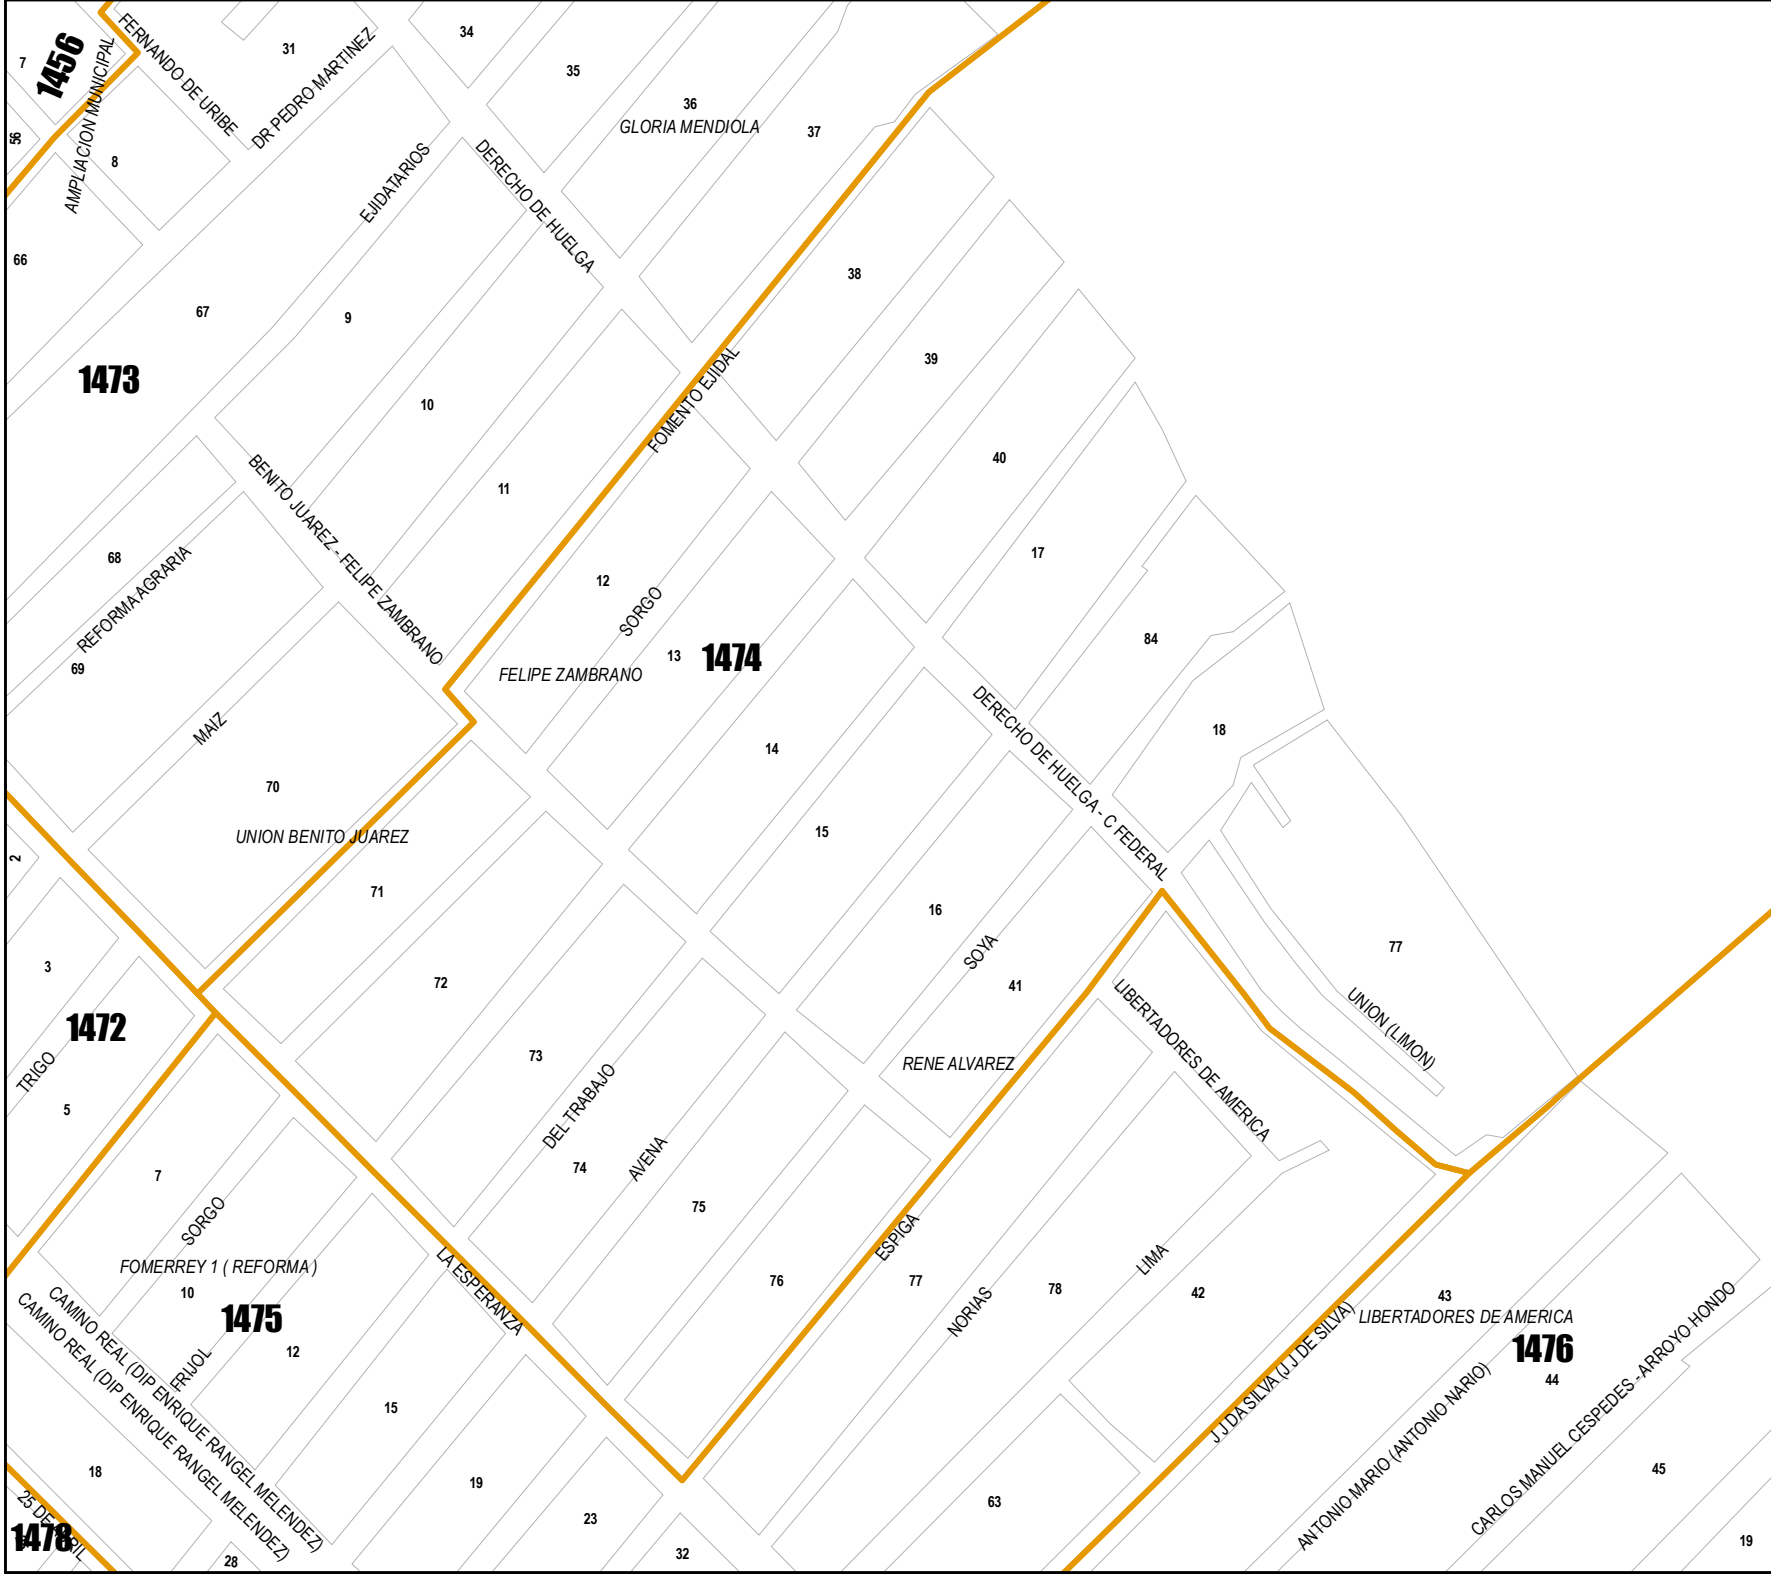 34
7
1456
FERNANDO DE URIBE
31
DR PEDRO MARTINEZ
35
AMPLIACION MUNICIPAL
36
GLORIA MENDIOLA
37
56
8
EJIDATARIOS
DERECHO DE HUELGA
66
38
67
9
39
1473
FOMENTO EJIDAL
10
40
11
BENITO JUAREZ - FELIPE ZAMBRANO
17
68
REFORMA AGRARIA
12
SORGO
84
69
13
1474
FELIPE ZAMBRANO
MAIZ
14
18
DERECHO DE HUELGA - C FEDERAL
70
15
UNION BENITO JUAREZ
2
71
16
SOYA
77
3
72
41
LIBERTADORES DE AMERICA
UNION (LIMON)
1472
TRIGO
73
RENE ALVAREZ
5
DEL TRABAJO
AVENA
74
7
75
SORGO
ESPIGA
LIMA
FOMERREY 1 ( REFORMA )
LA ESPERANZA
76
77
78
42
43
10
NORIAS
LIBERTADORES DE AMERICA
1475
CAMINO REAL (DIP ENRIQUE RANGEL MELENDEZ)
CAMINO REAL (DIP ENRIQUE RANGEL MELENDEZ)
FRIJOL
12
1476
44
J J DA SILVA (J J DE SILVA)
15
ANTONIO MARIO (ANTONIO NARIO)
CARLOS MANUEL CESPEDES - ARROYO HONDO
18
19
45
63
23
25 DE ABRIL
1478
28
32
19